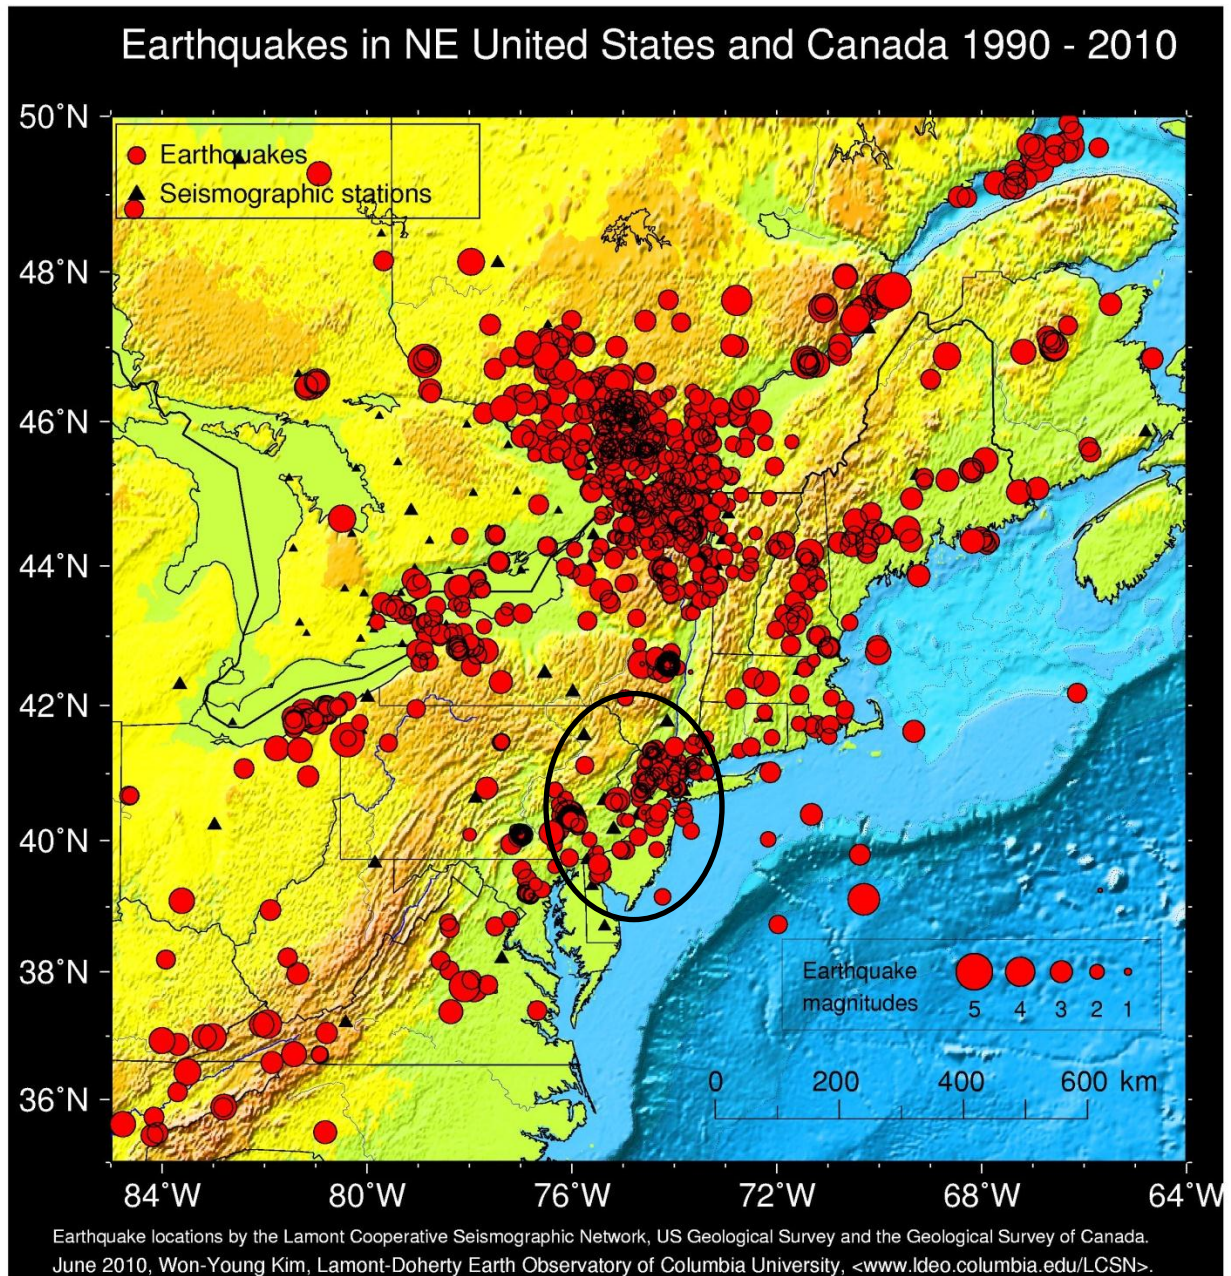 Earthquakes in NE United States and Canada 1990 - 2010
50˚N
Earthquakes
Seismographic stations
48˚N
46˚N
44˚N
42˚N
40˚N
38˚N
Earthquake
magnitudes
5 4 3 2 1
0 200 400 600 km
36˚N
84˚W 80˚W 76˚W 72˚W 68˚W 64˚W
Earthquake locations by the Lamont Cooperative Seismographic Network, US Geological Survey and the Geological Survey of Canada.
June 2010, Won-Young Kim, Lamont-Doherty Earth Observatory of Columbia University, <www.ldeo.columbia.edu/LCSN>.